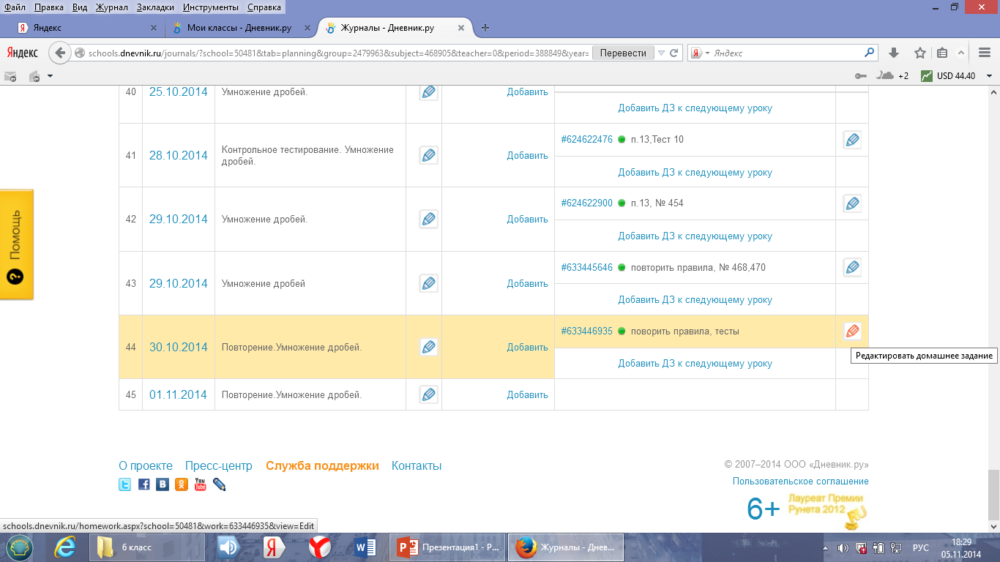 Файл Правка Вид Журнал Закладки Инструменты Справка
Яндекс
Мои классы - Дневник.ру
Журналы - Дневник.ру
Яндекс
schools.dnevnik.ru/journals/?school=50481&tab=planning&group=2479963&subject=468905&teacher=0&period=388849&year=
Перевести
Яндекс
+2
USD 44.40
40 25.10.2014 Умножение дробей. Добавить
Добавить ДЗ к следующему уроку
41 28.10.2014 Контрольное тестирование. Умножение
дробей.
Добавить
#624622476 п.13,Тест 10
Добавить ДЗ к следующему уроку
42 29.10.2014 Умножение дробей. Добавить
#624622900 п.13, № 454
Добавить ДЗ к следующему уроку
43 29.10.2014 Умножение дробей Добавить
#633445646 повторить правила, № 468,470
Добавить ДЗ к следующему уроку
44 30.10.2014 Повторение.Умножение дробей. Добавить
#633446935 поворить правила, тесты
Добавить ДЗ к следующему уроку
Редактировать домашнее задание
45 01.11.2014 Повторение.Умножение дробей. Добавить
? Помощь
О проекте Пресс-центр Служба поддержки Контакты
You
Tube
© 2007–2014 ООО «Дневник.ру»
Пользовательское соглашение
6+
Лауреат Премии
Рунета 2012
.RU
schools.dnevnik.ru/homework.aspx?school=50481&work=633446935&view=Edit
6 класс
Презентация1 - P...
Журналы - Днев...
РУС
18:29
05.11.2014